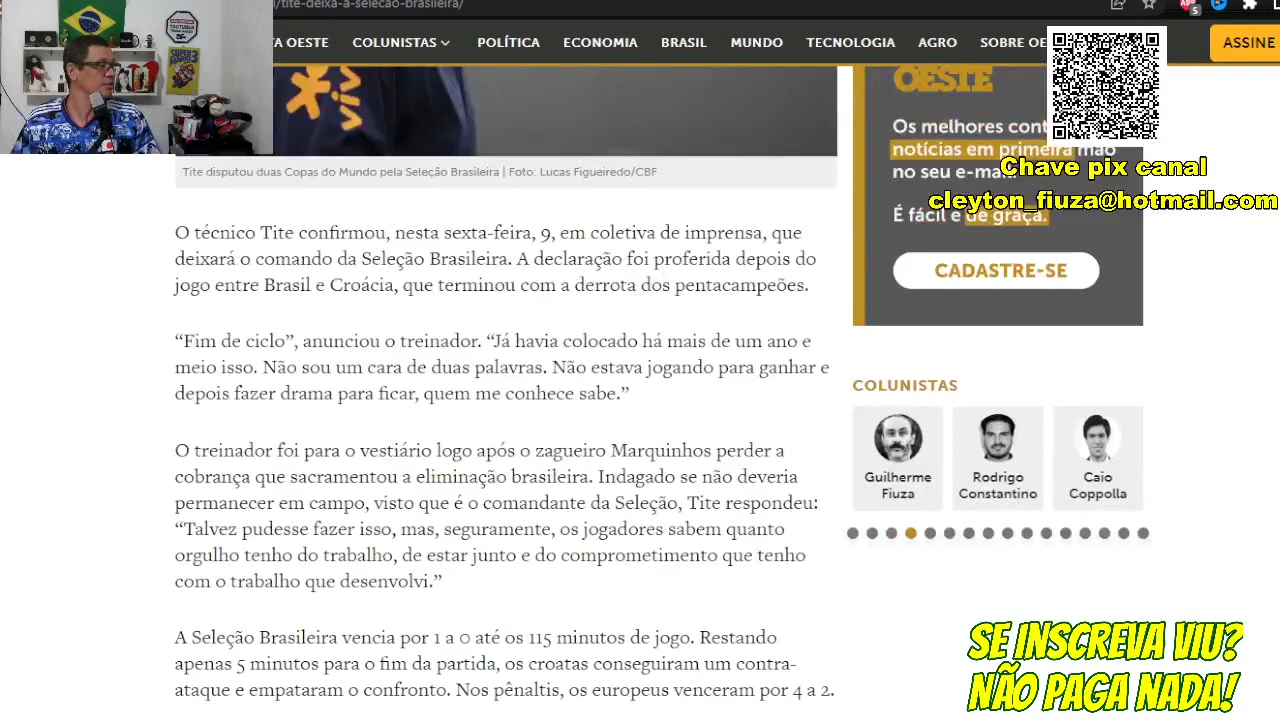 /tite-deixa-a-selecao-brasileira/
TA OESTE COLUNISTAS POLÍTICA ECONOMIA BRASIL MUNDO TECNOLOGIA AGRO SOBRE OE ASSINE
OESTE
Os melhores cont
notícias em primeira mão
no seu e-mail.
É fácil e de graça.
CADASTRE-SE
Chave pix canal
cleyton_fiuza@hotmail.com
Tite disputou duas Copas do Mundo pela Seleção Brasileira | Foto: Lucas Figueiredo/CBF
O técnico Tite confirmou, nesta sexta-feira, 9, em coletiva de imprensa, que
deixará o comando da Seleção Brasileira. A declaração foi proferida depois do
jogo entre Brasil e Croácia, que terminou com a derrota dos pentacampeões.
“Fim de ciclo”, anunciou o treinador. “Já havia colocado há mais de um ano e
meio isso. Não sou um cara de duas palavras. Não estava jogando para ganhar e
depois fazer drama para ficar, quem me conhece sabe.”
O treinador foi para o vestiário logo após o zagueiro Marquinhos perder a
cobrança que sacramentou a eliminação brasileira. Indagado se não deveria
permanecer em campo, visto que é o comandante da Seleção, Tite respondeu:
“Talvez pudesse fazer isso, mas, seguramente, os jogadores sabem quanto
orgulho tenho do trabalho, de estar junto e do comprometimento que tenho
com o trabalho que desenvolvi.”
A Seleção Brasileira vencia por 1 a 0 até os 115 minutos de jogo. Restando
apenas 5 minutos para o fim da partida, os croatas conseguiram um contra-
ataque e empataram o confronto. Nos pênaltis, os europeus venceram por 4 a 2.
COLUNISTAS
Guilherme
Fiuza
Rodrigo
Constantino
Caio
Coppolla
SE INSCREVA VIU?
NÃO PAGA NADA!